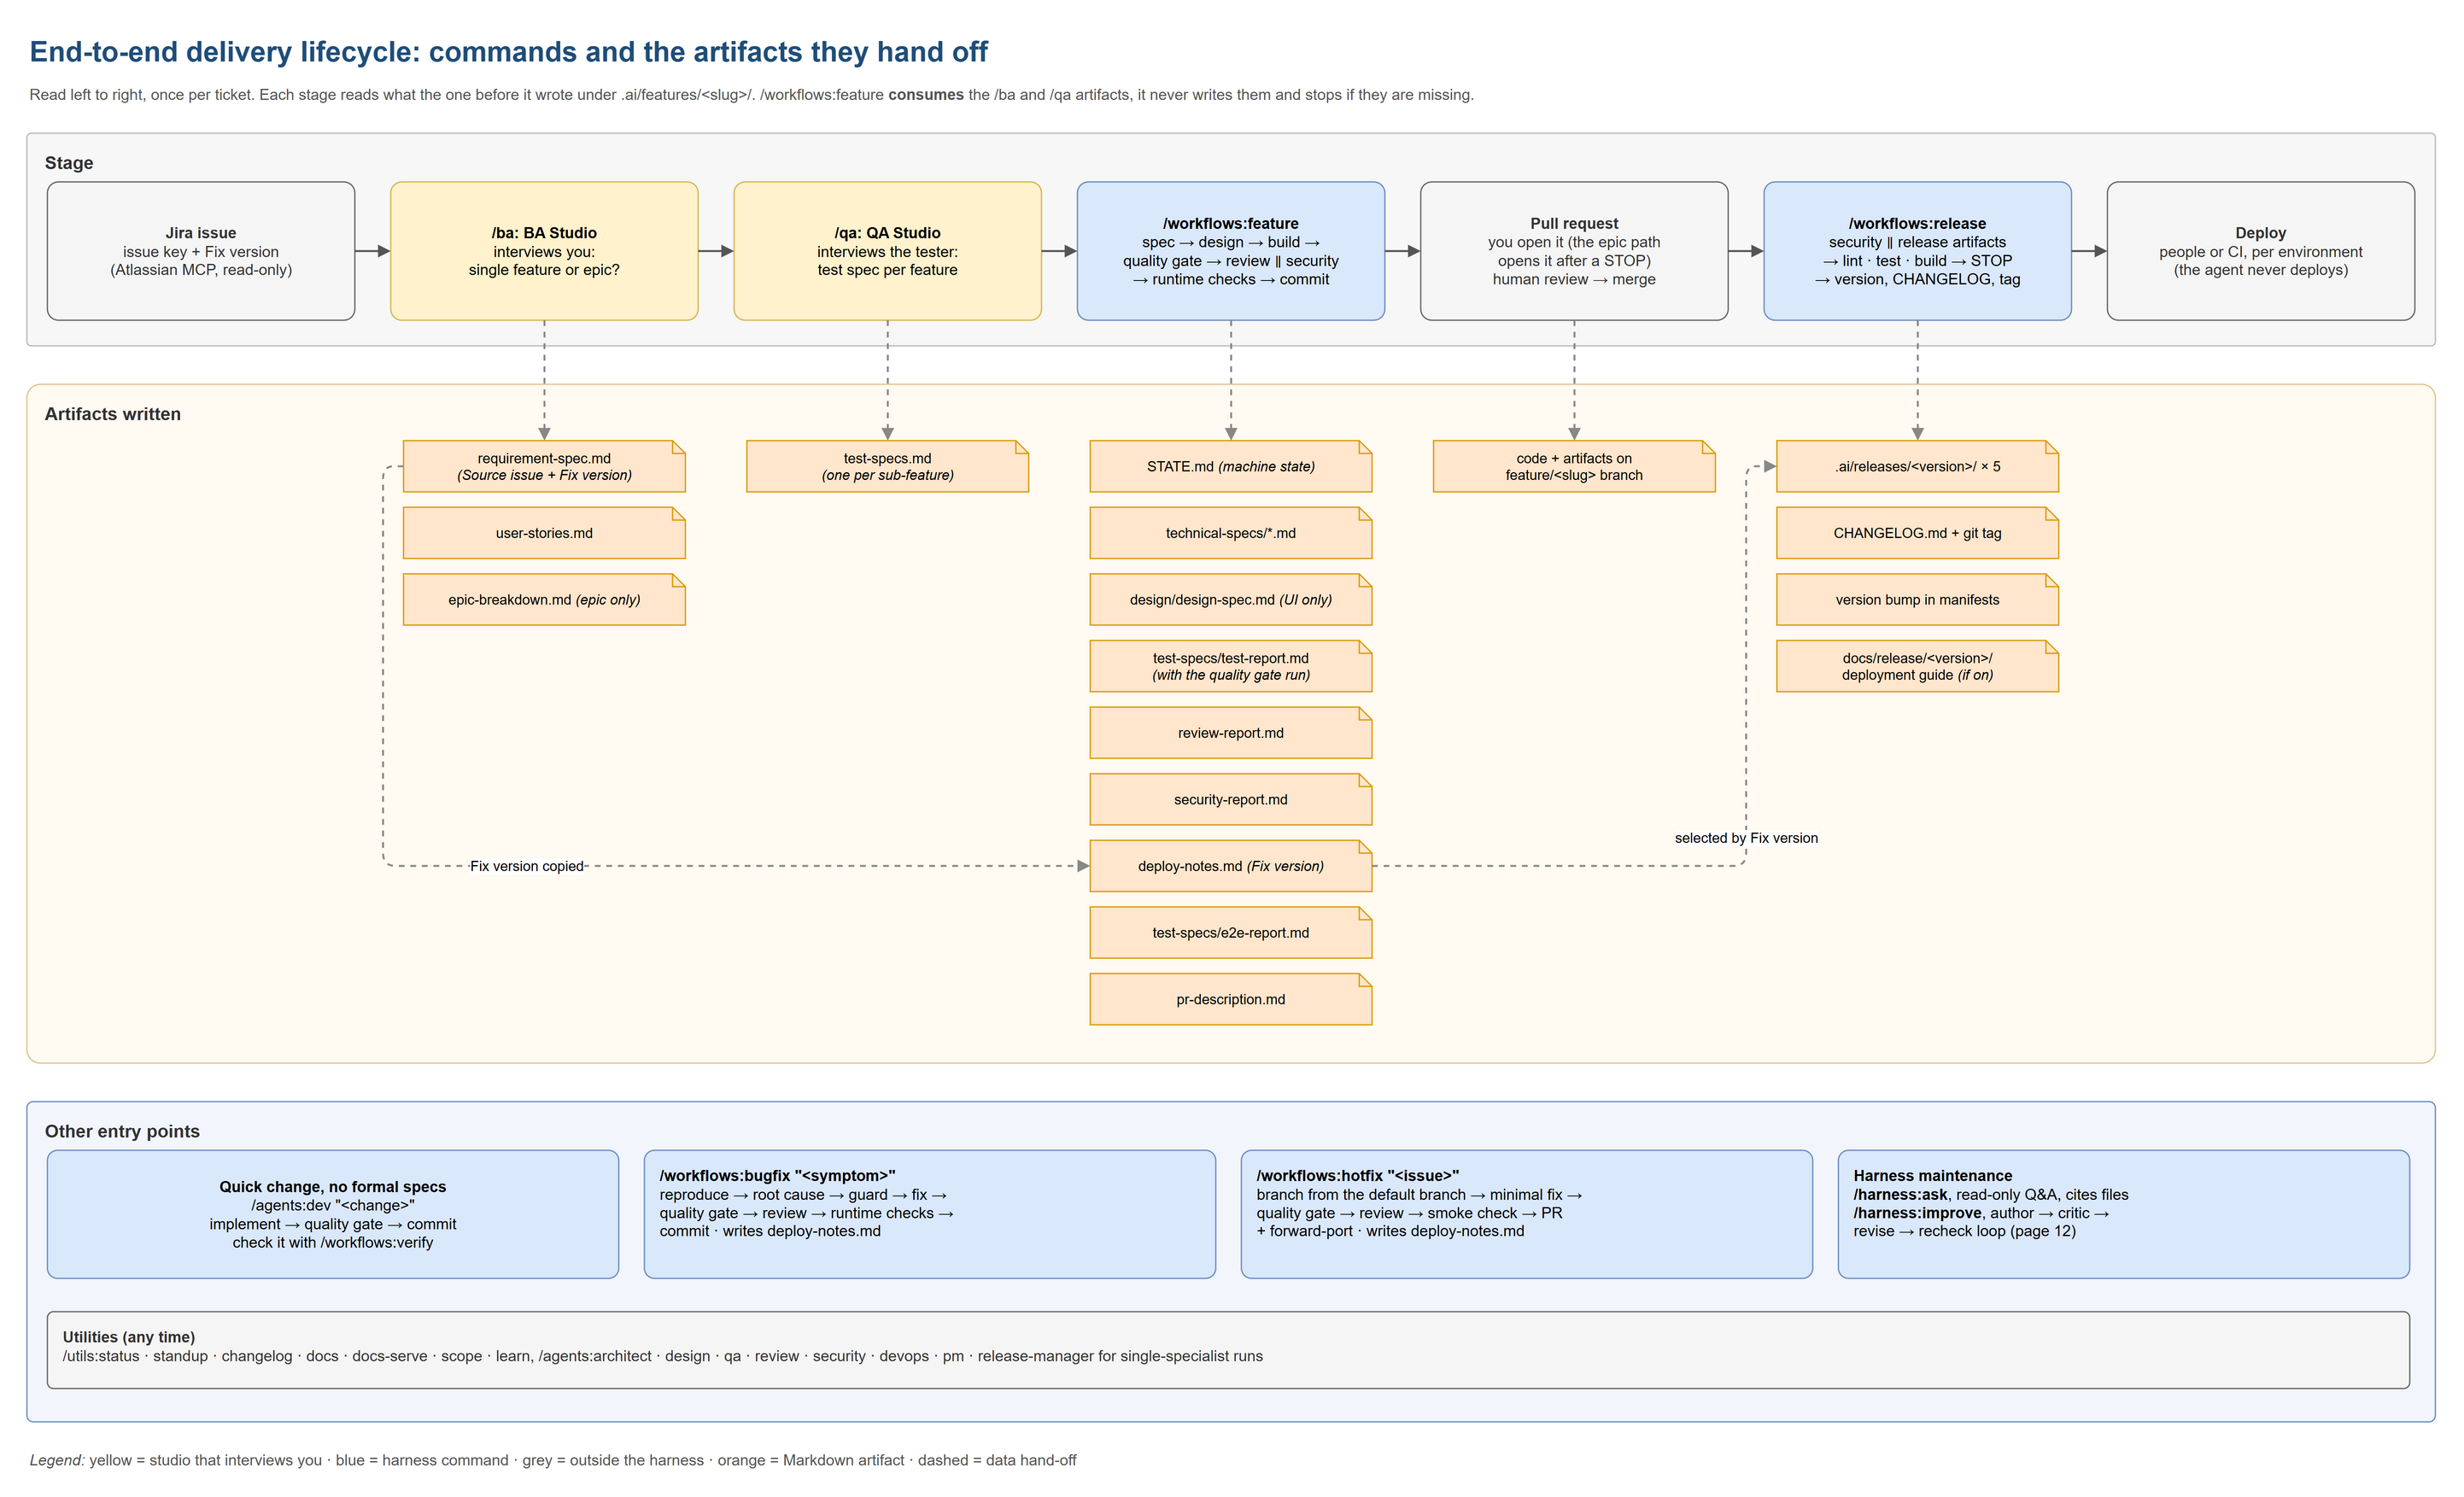 End-to-end delivery lifecycle: commands and the artifacts they hand off
Read left to right, once per ticket. Each stage reads what the one before it wrote under .ai/features/<slug>/. /workflows:feature consumes the /ba and /qa artifacts, it never writes them and stops if they are missing.
Stage
Jira issue
issue key + Fix version
(Atlassian MCP, read-only)
/ba: BA Studio
interviews you:
single feature or epic?
/qa: QA Studio
interviews the tester:
test spec per feature
/workflows:feature
spec → design → build →
quality gate → review ∥ security
→ runtime checks → commit
Pull request
you open it (the epic path
opens it after a STOP)
human review → merge
/workflows:release
security ∥ release artifacts
→ lint · test · build → STOP
→ version, CHANGELOG, tag
Deploy
people or CI, per environment
(the agent never deploys)
Artifacts written
requirement-spec.md
(Source issue + Fix version)
user-stories.md
epic-breakdown.md (epic only)
test-specs.md
(one per sub-feature)
STATE.md (machine state)
technical-specs/*.md
design/design-spec.md (UI only)
test-specs/test-report.md
(with the quality gate run)
review-report.md
security-report.md
deploy-notes.md (Fix version)
test-specs/e2e-report.md
pr-description.md
code + artifacts on
feature/<slug> branch
.ai/releases/<version>/ × 5
CHANGELOG.md + git tag
version bump in manifests
docs/release/<version>/
deployment guide (if on)
Fix version copied
selected by Fix version
Other entry points
Quick change, no formal specs
/agents:dev "<change>"
implement → quality gate → commit
check it with /workflows:verify
/workflows:bugfix "<symptom>"
reproduce → root cause → guard → fix →
quality gate → review → runtime checks →
commit · writes deploy-notes.md
/workflows:hotfix "<issue>"
branch from the default branch → minimal fix →
quality gate → review → smoke check → PR
+ forward-port · writes deploy-notes.md
Harness maintenance
/harness:ask, read-only Q&A, cites files
/harness:improve, author → critic →
revise → recheck loop (page 12)
Utilities (any time)
/utils:status · standup · changelog · docs · docs-serve · scope · learn, /agents:architect · design · qa · review · security · devops · pm · release-manager for single-specialist runs
Legend: yellow = studio that interviews you · blue = harness command · grey = outside the harness · orange = Markdown artifact · dashed = data hand-off